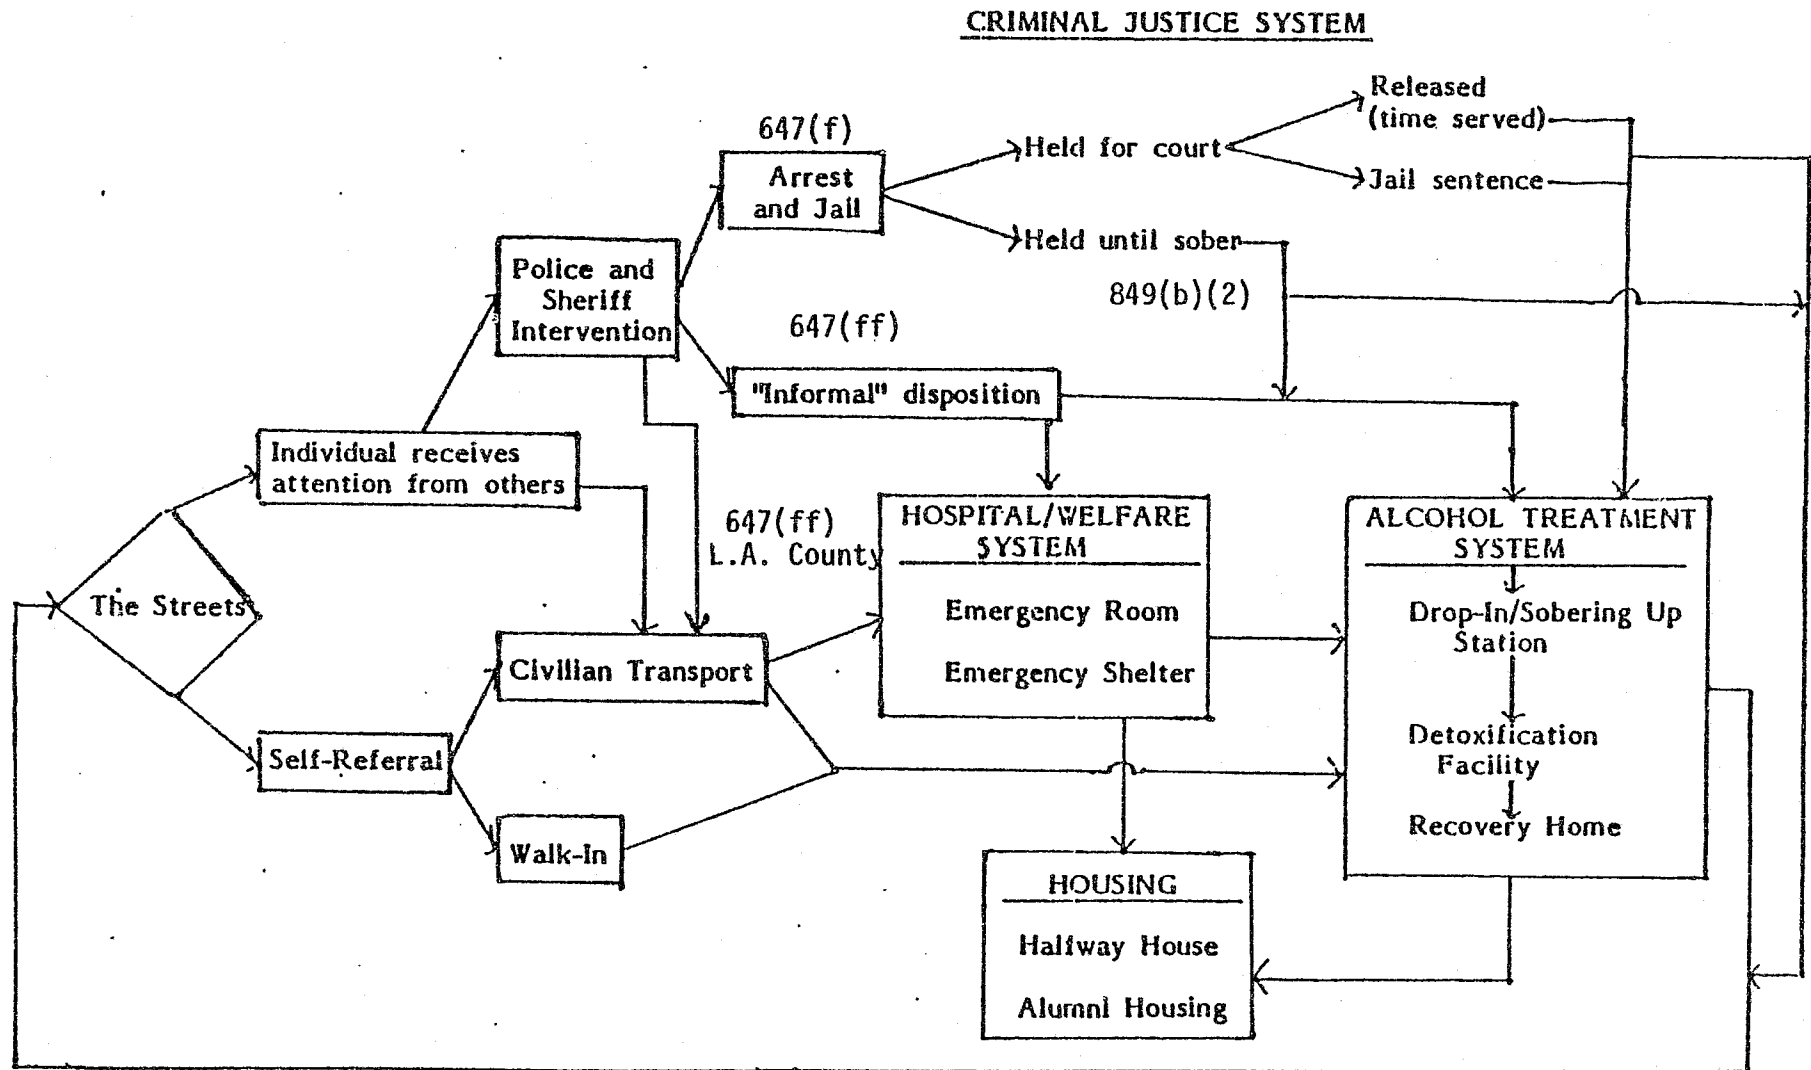 CRIMINAL JUSTICE SYSTEM
Released
(time served)
647(f)
Held for court
Arrest
and Jail
Jail sentence
Held until sober
Police and
Sheriff
Intervention
849(b)(2)
647(ff)
"Informal" disposition
Individual receives
attention from others
647(ff)
L.A. County
HOSPITAL/WELFARE
SYSTEM
Emergency Room
Emergency Shelter
ALCOHOL TREATMENT
SYSTEM
Drop-In/Sobering Up
Station
Detoxification
Facility
Recovery Home
The Streets
Civilian Transport
Self-Referral
Walk-In
HOUSING
Halfway House
Alumni Housing